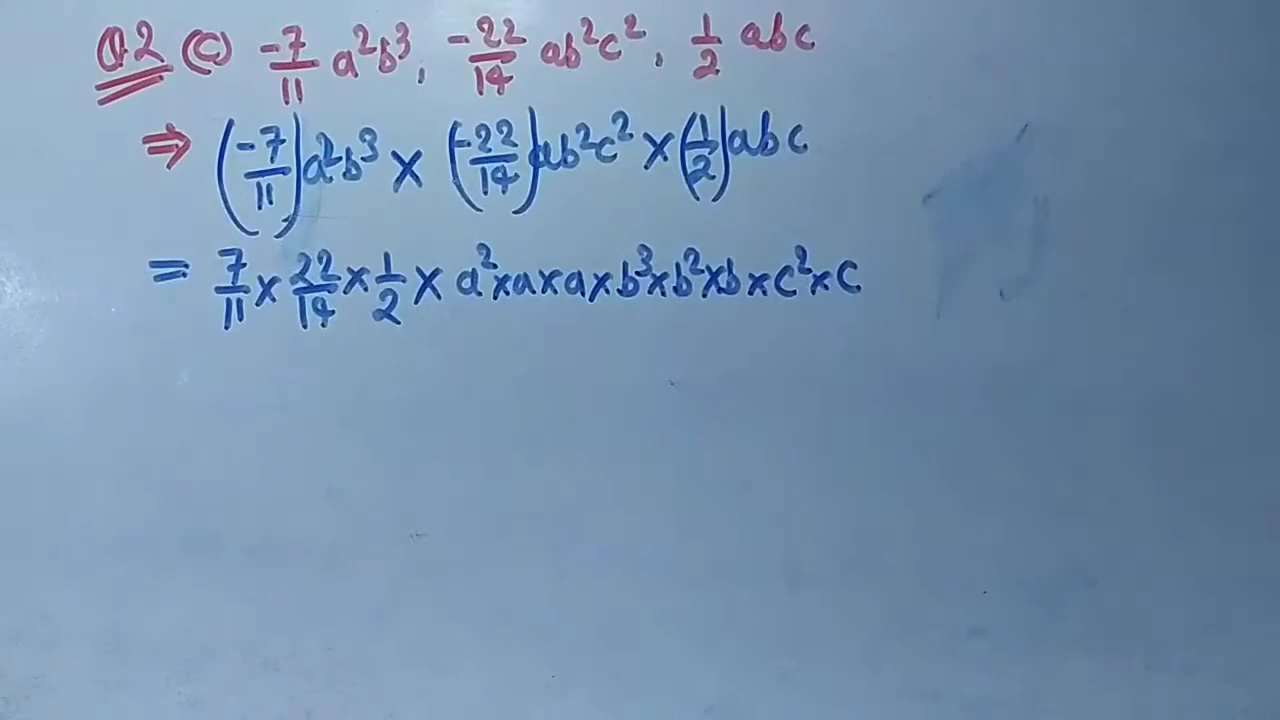 Q2 (c) -7/11 a²b³, -22/14 ab²c², 1/2 abc
⇒ (-7/11)a²b³ × (-22/14)ab²c² × (1/2)abc
= 7/11 × 22/14 × 1/2 × a²×a×a×b³×b²×b×c²×c